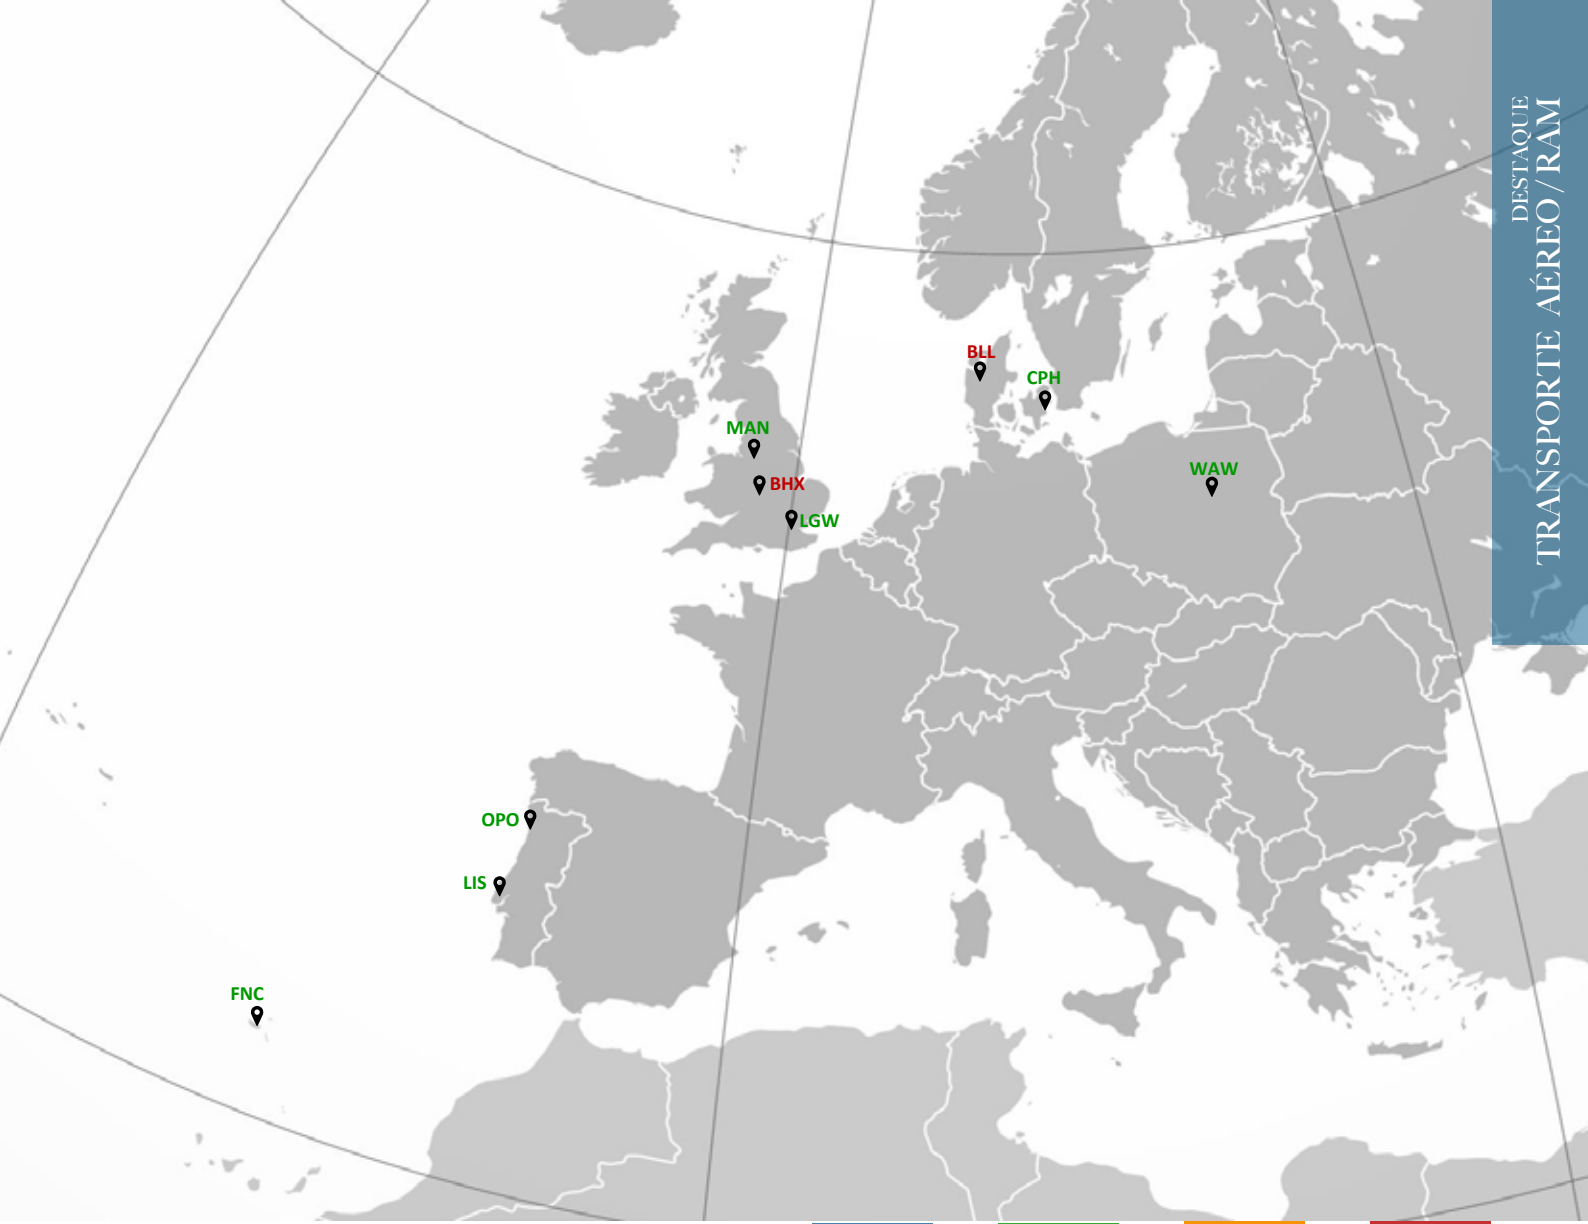 DESTAQUE
TRANSPORTE AÉREO / RAM
BLL
CPH
MAN
WAW
BHX
LGW
OPO
LIS
FNC